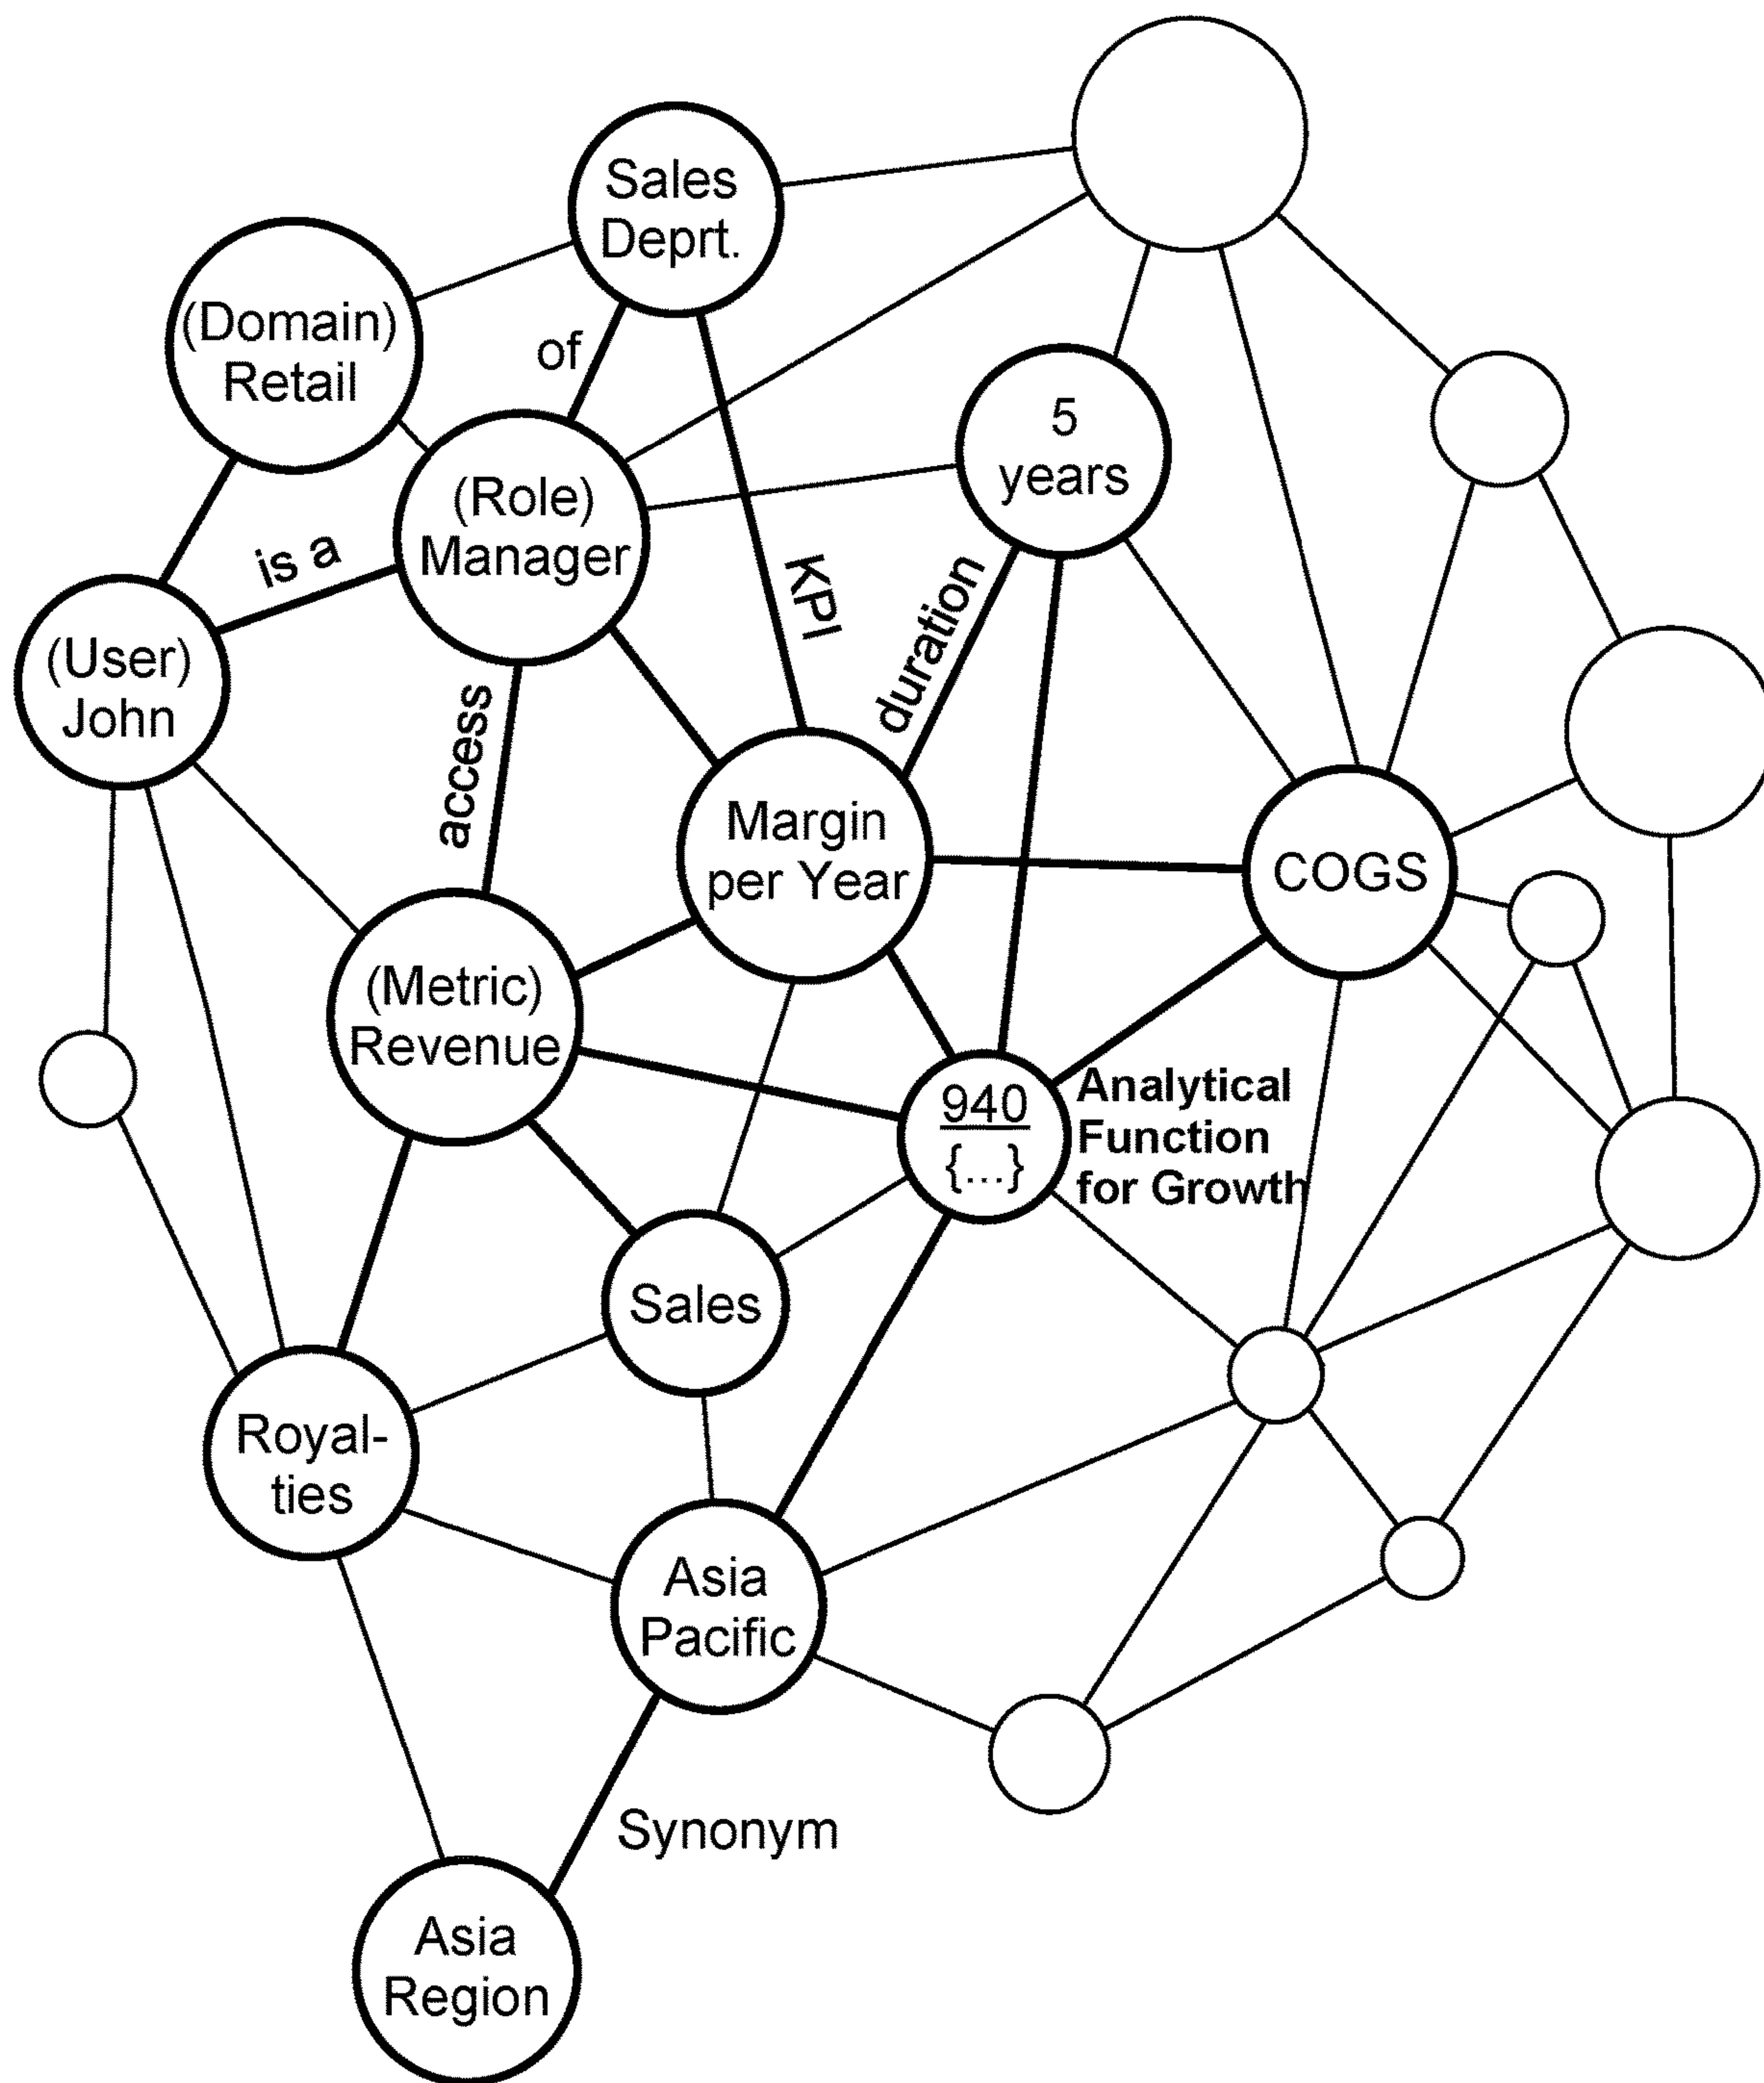 Sales
Deprt.
(Domain)
Retail
of
5
years
(Role)
Manager
is a
KPI
duration
(User)
John
access
Margin
per Year
COGS
(Metric)
Revenue
940
{...}
Analytical
Function
for Growth
Sales
Royal-
ties
Asia
Pacific
Synonym
Asia
Region